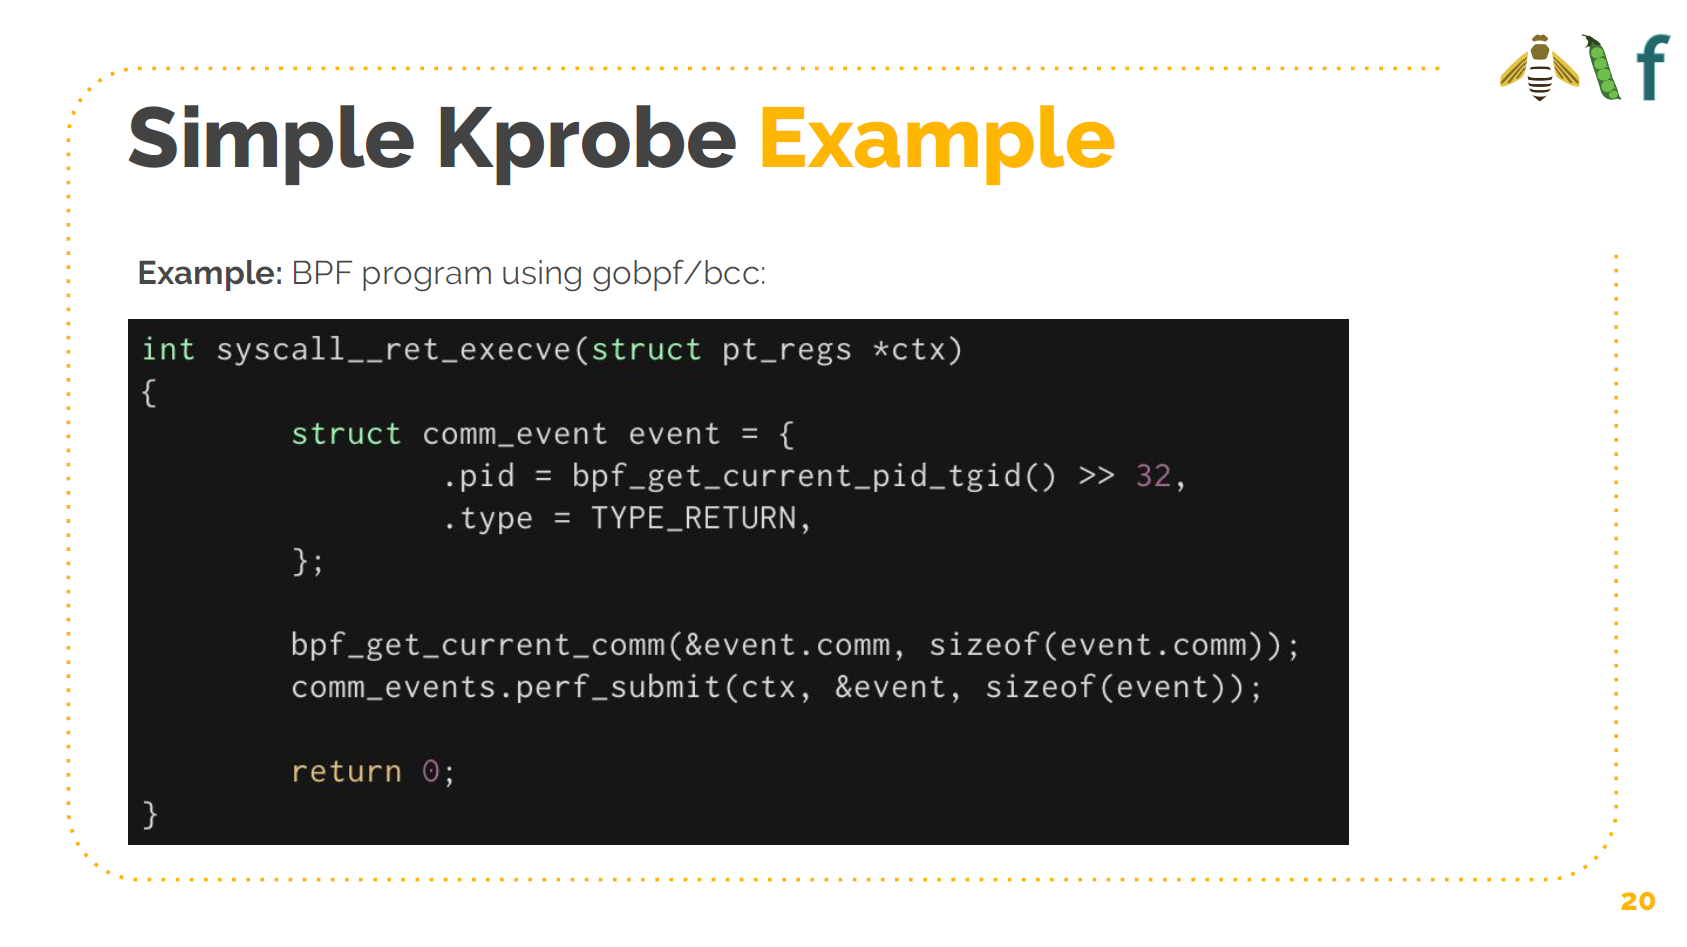 f
Simple Kprobe Example
Example: BPF program using gobpf/bcc:
int syscall__ret_execve(struct pt_regs *ctx)
{
        struct comm_event event = {
                .pid = bpf_get_current_pid_tgid() >> 32,
                .type = TYPE_RETURN,
        };
        bpf_get_current_comm(&event.comm, sizeof(event.comm));
        comm_events.perf_submit(ctx, &event, sizeof(event));
        return 0;
}
20